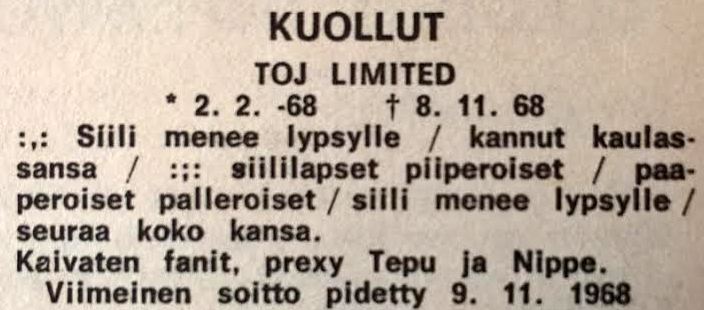 KUOLLUT
TOJ LIMITED
* 2. 2. -68 † 8. 11. 68
:,: Siili menee lypsylle / kannut kaulas-
sansa / :;: siililapset piiperoiset / paa-
peroiset palleroiset / siili menee lypsylle /
seuraa koko kansa.
Kaivaten fanit, prexy Tepu ja Nippe.
Viimeinen soitto pidetty 9. 11. 1968